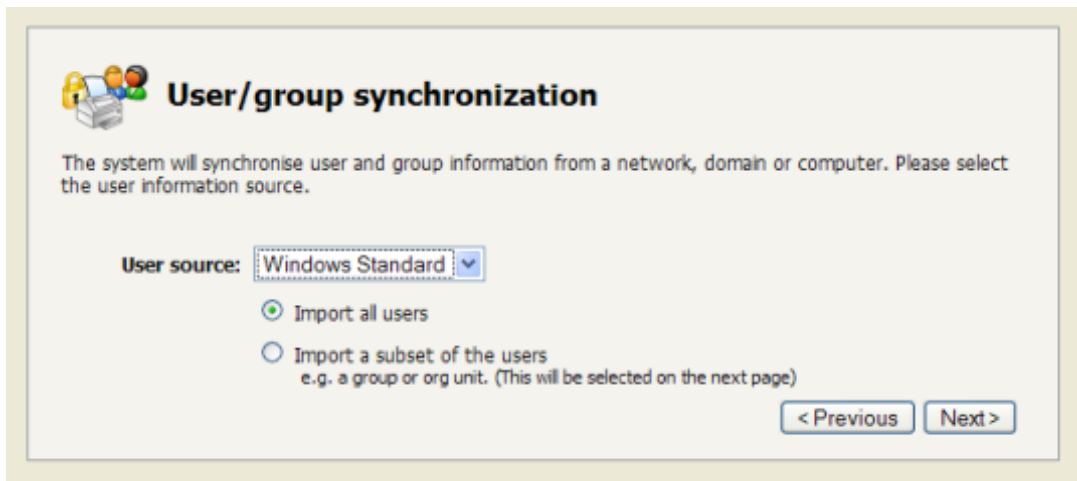 User/group synchronization
The system will synchronise user and group information from a network, domain or computer. Please select
the user information source.
User source: Windows Standard
Import all users
Import a subset of the users
e.g. a group or org unit. (This will be selected on the next page)
< Previous Next >